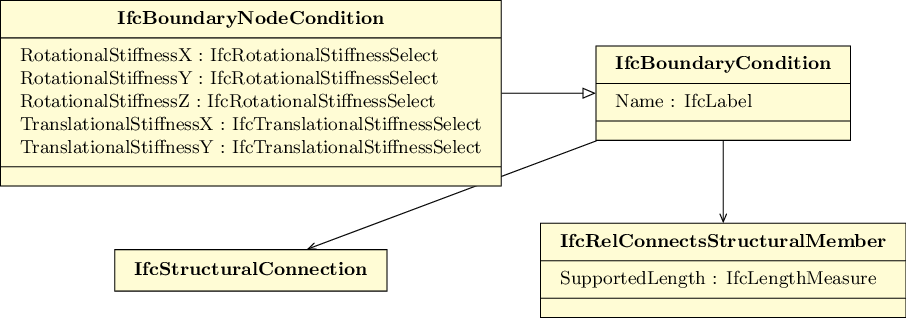 IfcBoundaryNodeCondition
RotationalStiffnessX : IfcRotationalStiffnessSelect
RotationalStiffnessY : IfcRotationalStiffnessSelect
RotationalStiffnessZ : IfcRotationalStiffnessSelect
TranslationalStiffnessX : IfcTranslationalStiffnessSelect
TranslationalStiffnessY : IfcTranslationalStiffnessSelect
IfcBoundaryCondition
Name : IfcLabel
IfcStructuralConnection
IfcRelConnectsStructuralMember
SupportedLength : IfcLengthMeasure